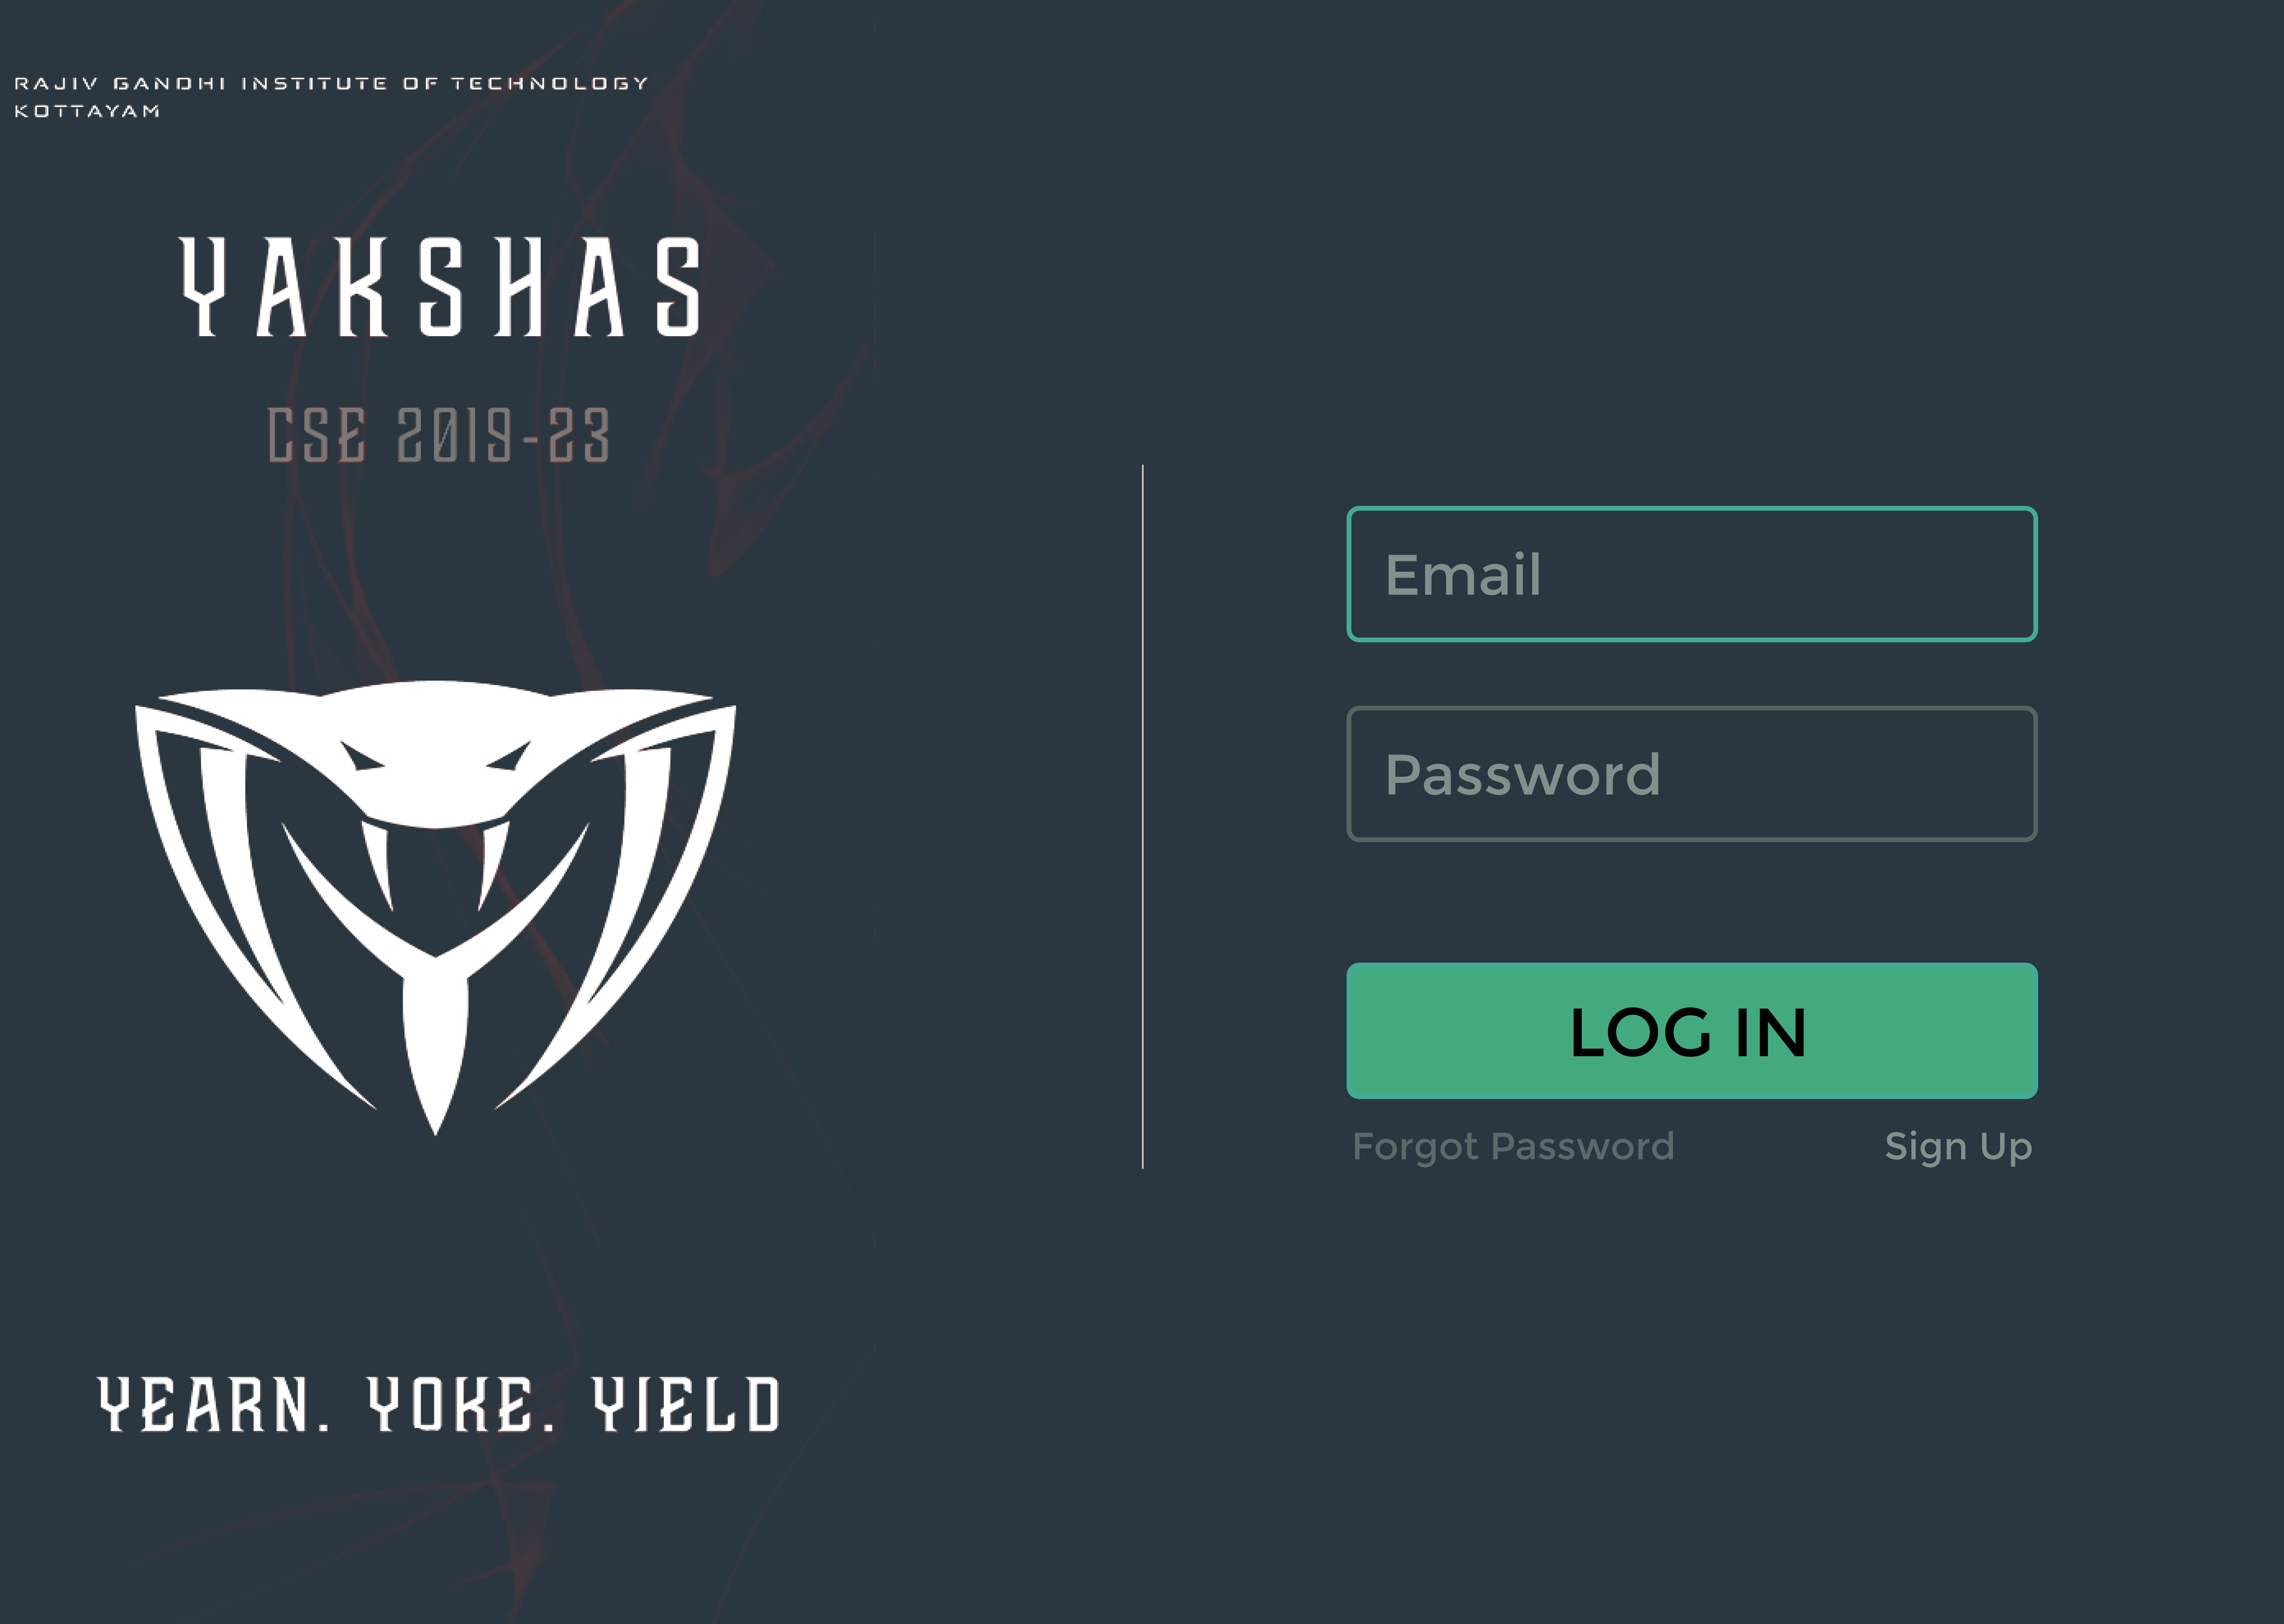 RAJIV GANDHI INSTITUTE OF TECHNOLOGY
KOTTAYAM
YAKSHAS
CSE 2019-23
YEARN. YOKE. YIELD
Email
Password
LOG IN
Forgot Password
Sign Up